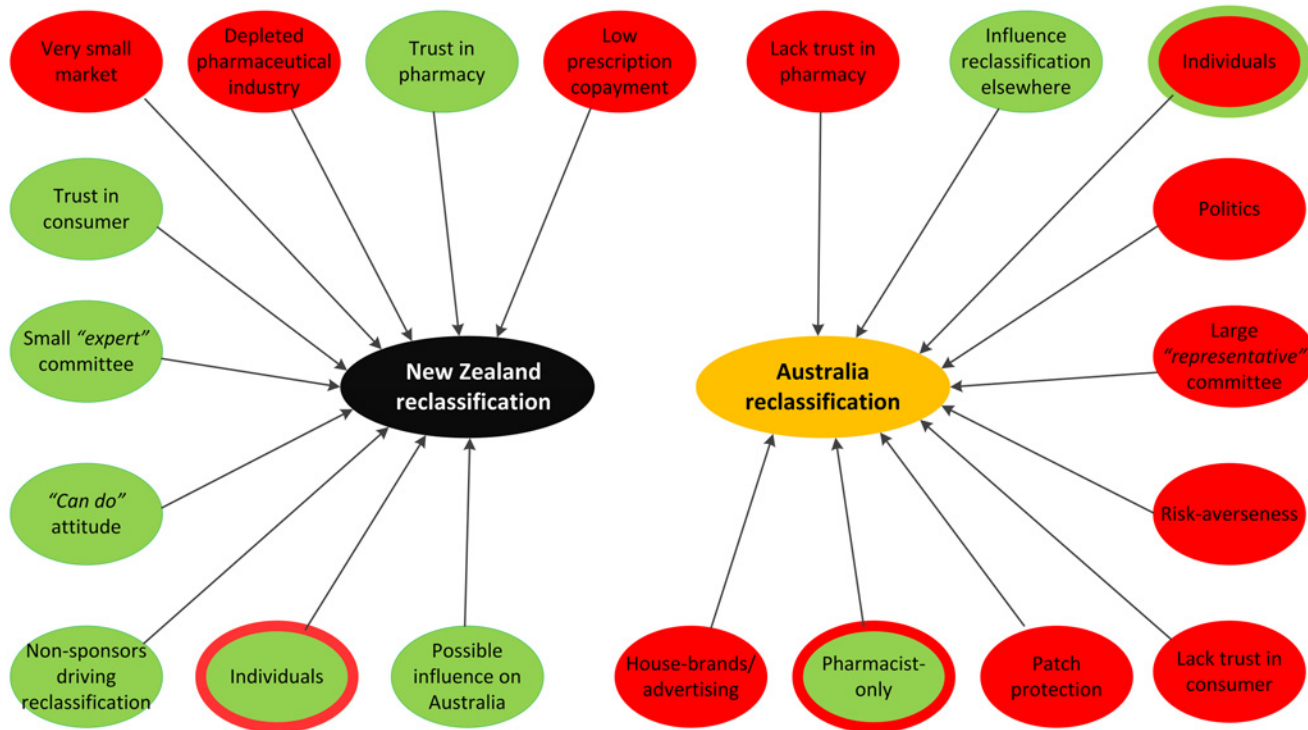 Very small
market
Depleted
pharmaceutical
industry
Trust in
pharmacy
Low
prescription
copayment
Lack trust in
pharmacy
Influence
reclassification
elsewhere
Individuals
Trust in
consumer
Politics
Small “expert”
committee
New Zealand
reclassification
Australia
reclassification
Large
“representative”
committee
“Can do”
attitude
Risk-averseness
Non-sponsors
driving
reclassification
Individuals
Possible
influence on
Australia
House-brands/
advertising
Pharmacist-
only
Patch
protection
Lack trust in
consumer